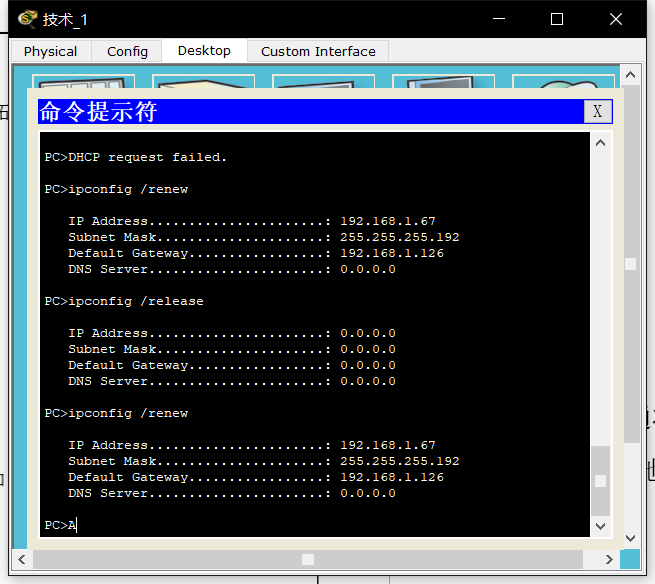 技术_1
Physical Config Desktop Custom Interface
命令提示符 X
PC>DHCP request failed.
PC>ipconfig /renew
IP Address......................: 192.168.1.67
Subnet Mask.....................: 255.255.255.192
Default Gateway.................: 192.168.1.126
DNS Server......................: 0.0.0.0
PC>ipconfig /release
IP Address......................: 0.0.0.0
Subnet Mask.....................: 0.0.0.0
Default Gateway.................: 0.0.0.0
DNS Server......................: 0.0.0.0
PC>ipconfig /renew
IP Address......................: 192.168.1.67
Subnet Mask.....................: 255.255.255.192
Default Gateway.................: 192.168.1.126
DNS Server......................: 0.0.0.0
PC>A